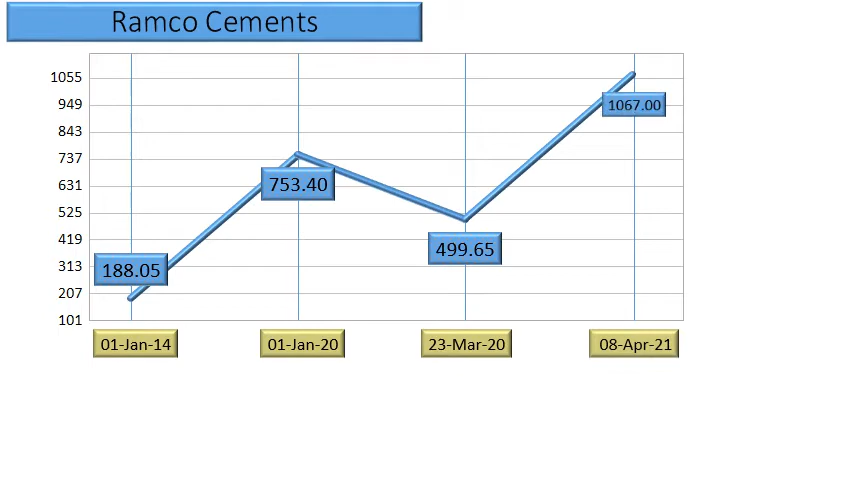 Ramco Cements
1055
949
843
737
631
525
419
313
207
101
188.05
753.40
499.65
1067.00
01-Jan-14
01-Jan-20
23-Mar-20
08-Apr-21